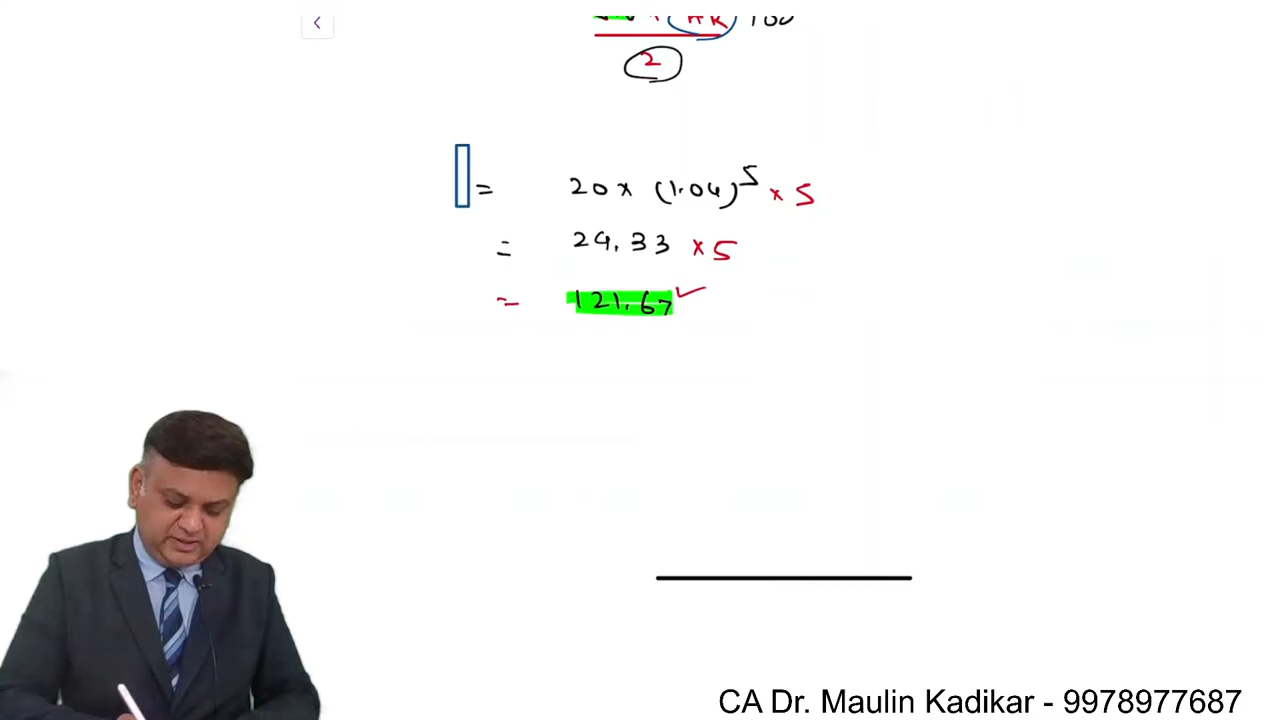 2
= 20 × (1.04)^5 × 5
= 24.33 × 5
= 121.67 ✓
CA Dr. Maulin Kadikar - 9978977687